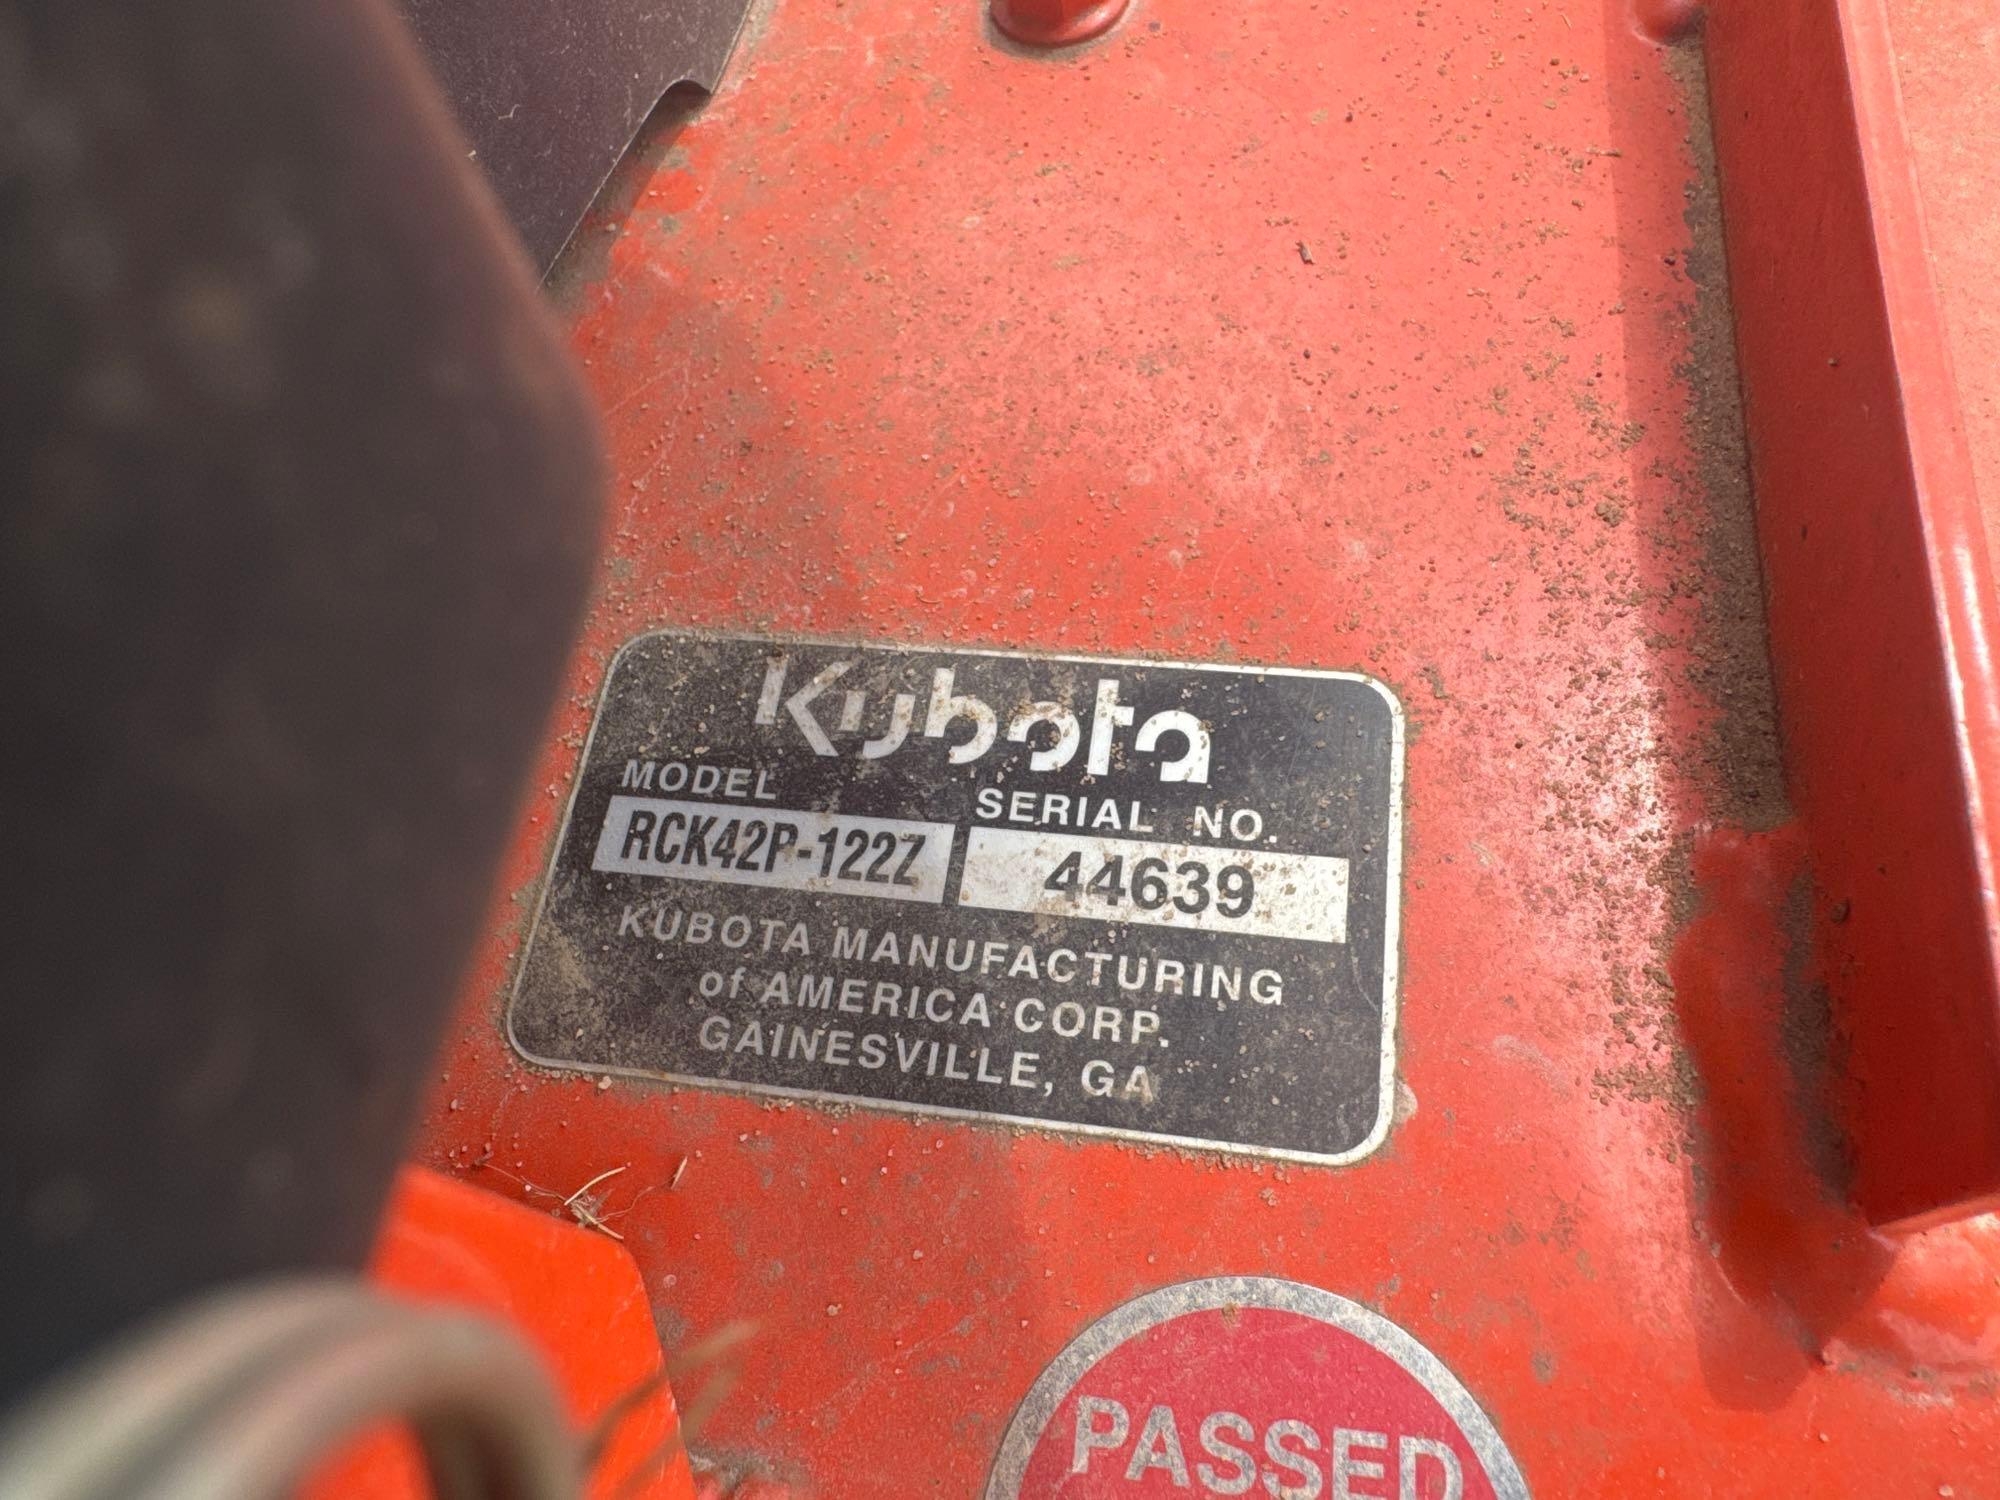 Kubota
MODEL SERIAL NO.
RCK42P-122Z 44639
KUBOTA MANUFACTURING
of AMERICA CORP.
GAINESVILLE, GA
PASSED